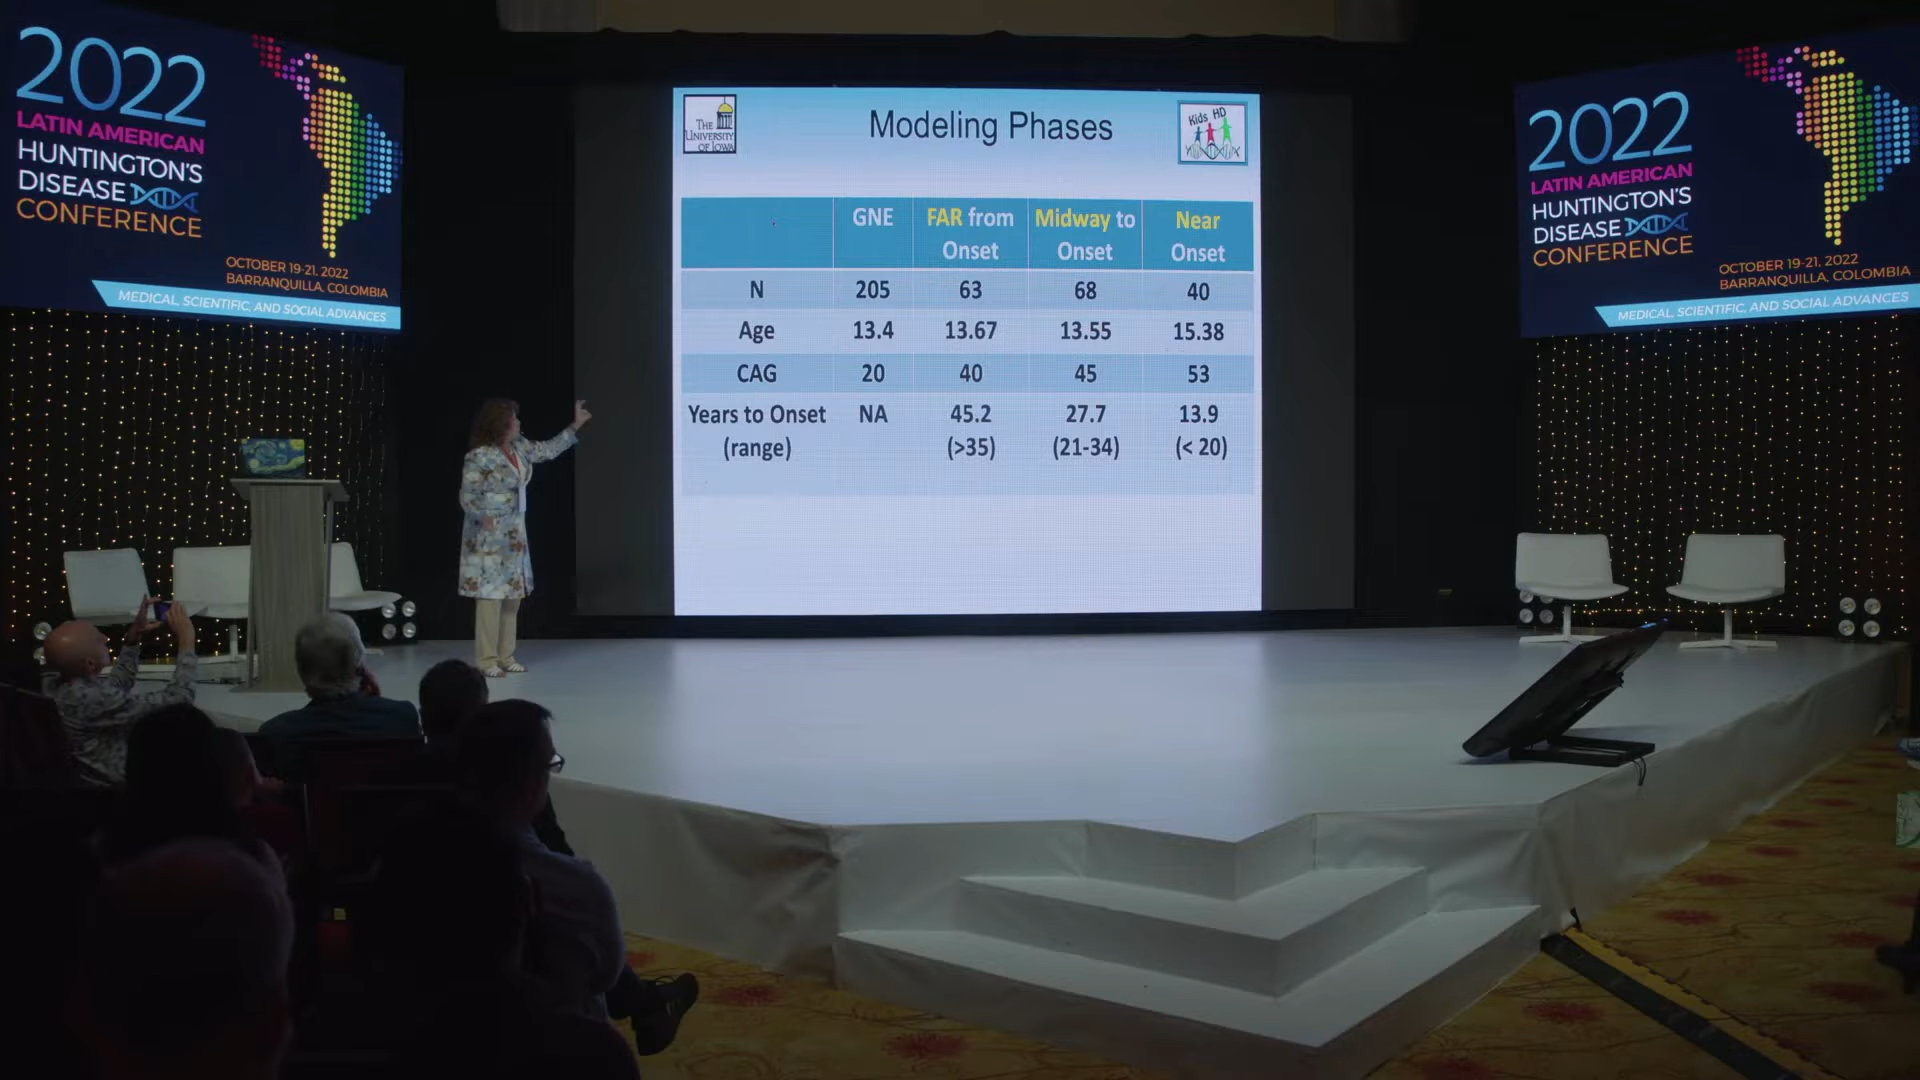 2022
LATIN AMERICAN
HUNTINGTON'S
DISEASE
CONFERENCE
OCTOBER 19-21, 2022
BARRANQUILLA, COLOMBIA
MEDICAL, SCIENTIFIC, AND SOCIAL ADVANCES
THE
UNIVERSITY
OF IOWA
Modeling Phases
Kids HD
GNE FAR from Onset Midway to Onset Near Onset
N 205 63 68 40
Age 13.4 13.67 13.55 15.38
CAG 20 40 45 53
Years to Onset NA 45.2 27.7 13.9
(range) (>35) (21-34) (< 20)
2022
LATIN AMERICAN
HUNTINGTON'S
DISEASE
CONFERENCE
OCTOBER 19-21, 2022
BARRANQUILLA, COLOMBIA
MEDICAL, SCIENTIFIC, AND SOCIAL ADVANCES